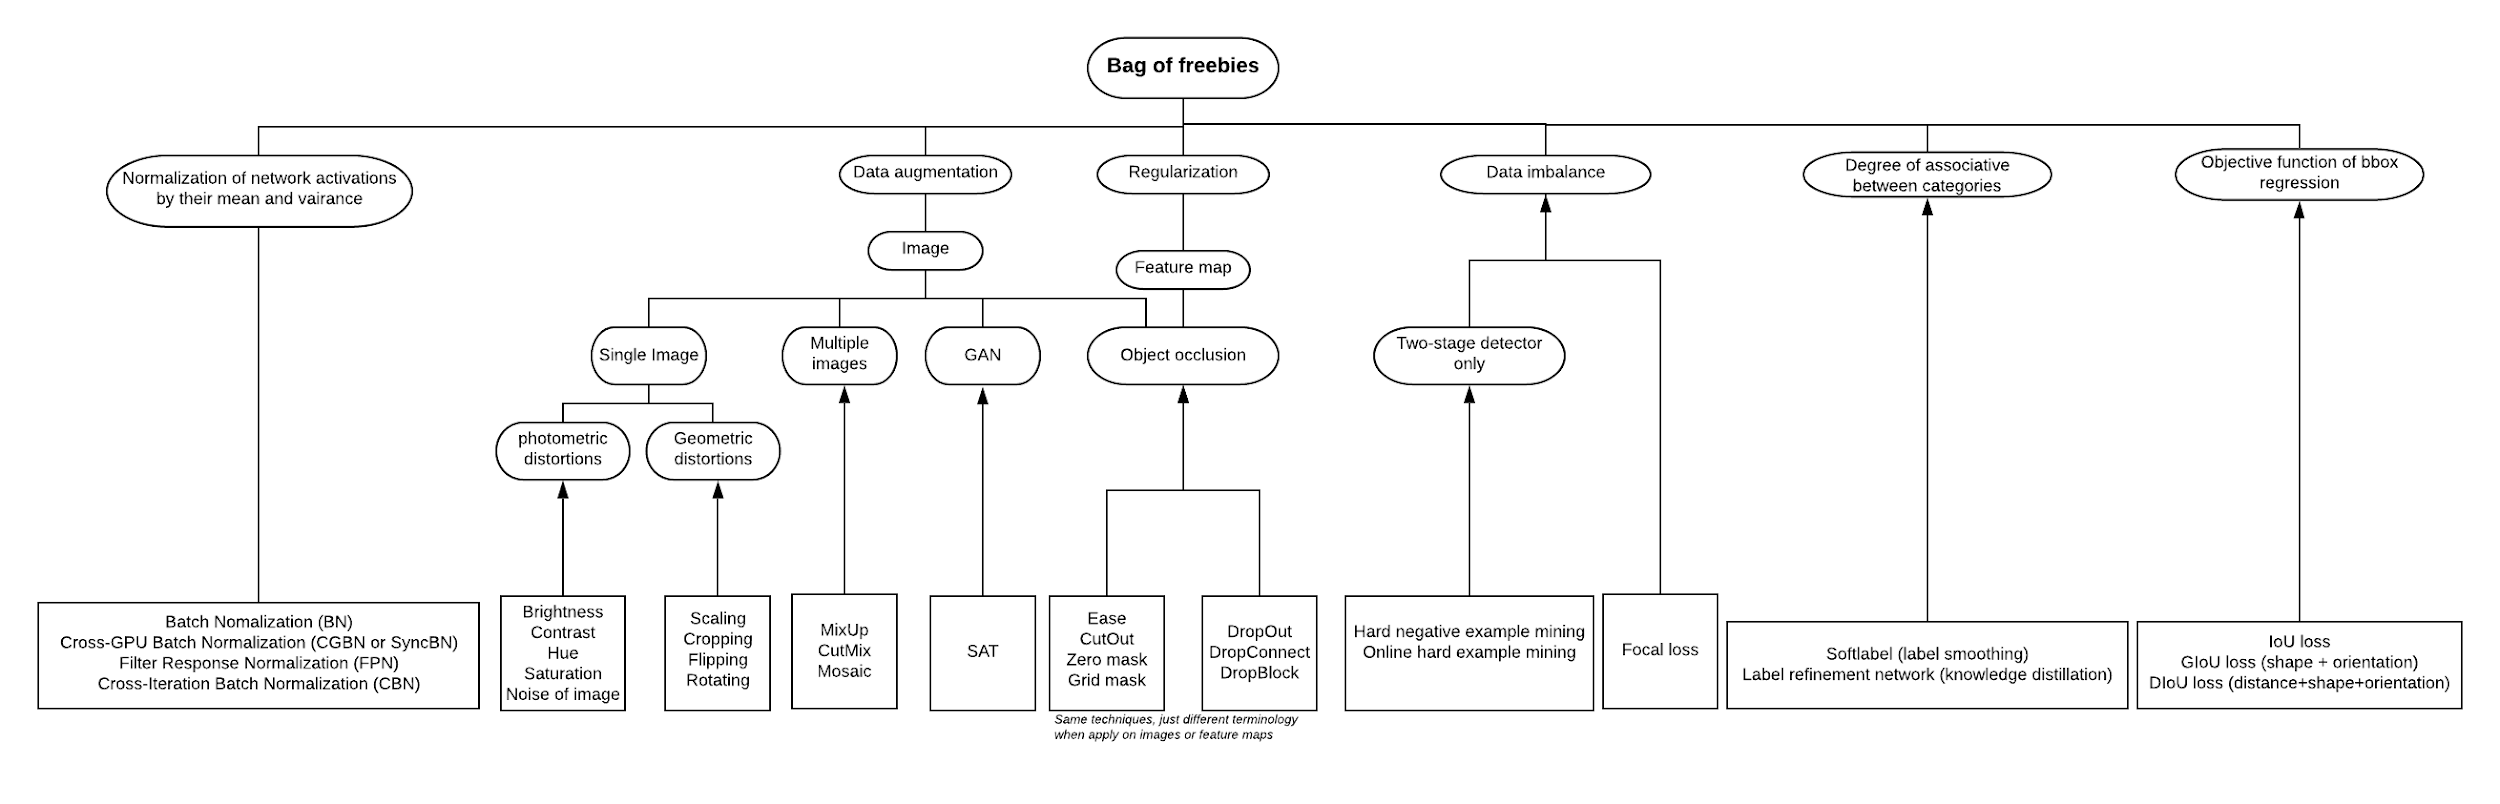 Bag of freebies
Normalization of network activations
by their mean and vairance
Data augmentation
Regularization
Data imbalance
Degree of associative
between categories
Objective function of bbox
regression
Image
Feature map
Single Image
Multiple
images
GAN
Object occlusion
Two-stage detector
only
photometric
distortions
Geometric
distortions
Batch Nomalization (BN)
Cross-GPU Batch Normalization (CGBN or SyncBN)
Filter Response Normalization (FPN)
Cross-Iteration Batch Normalization (CBN)
Brightness
Contrast
Hue
Saturation
Noise of image
Scaling
Cropping
Flipping
Rotating
MixUp
CutMix
Mosaic
SAT
Ease
CutOut
Zero mask
Grid mask
DropOut
DropConnect
DropBlock
Same techniques, just different terminology
when apply on images or feature maps
Hard negative example mining
Online hard example mining
Focal loss
Softlabel (label smoothing)
Label refinement network (knowledge distillation)
IoU loss
GIoU loss (shape + orientation)
DIoU loss (distance+shape+orientation)